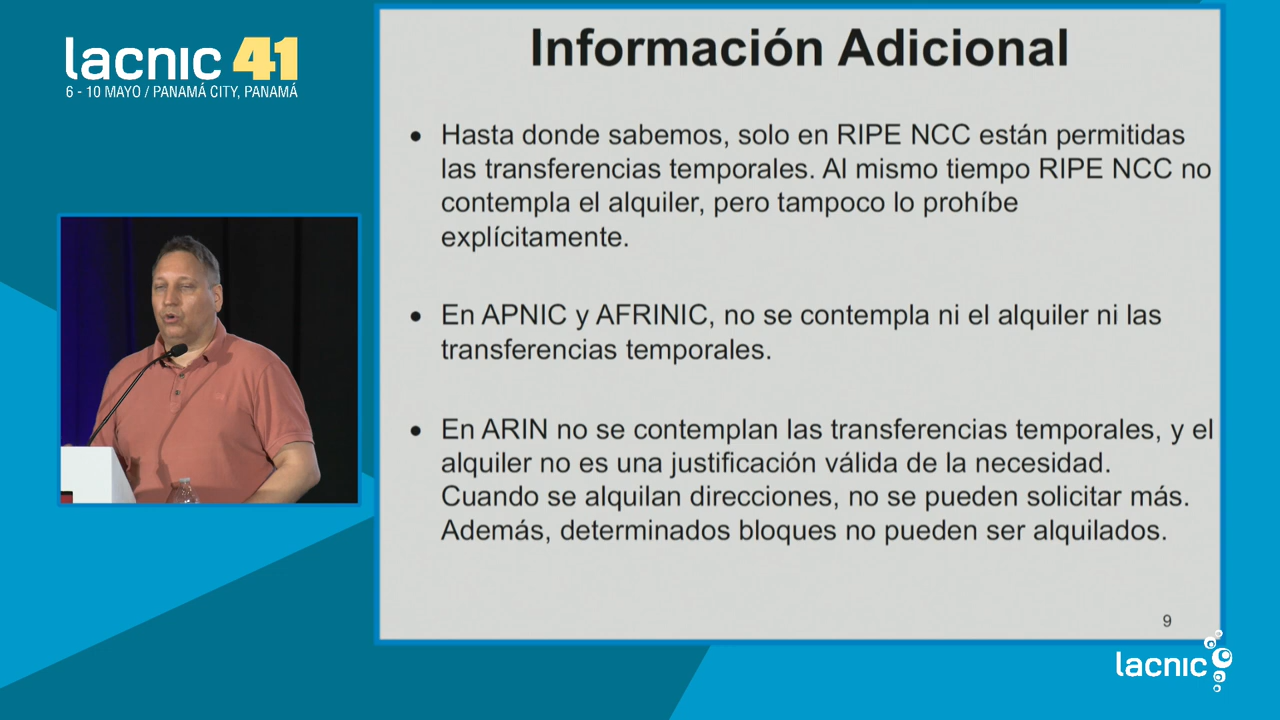 lacnic 41
6 - 10 MAYO / PANAMÁ CITY, PANAMÁ
Información Adicional
• Hasta donde sabemos, solo en RIPE NCC están permitidas
las transferencias temporales. Al mismo tiempo RIPE NCC no
contempla el alquiler, pero tampoco lo prohíbe
explícitamente.
• En APNIC y AFRINIC, no se contempla ni el alquiler ni las
transferencias temporales.
• En ARIN no se contemplan las transferencias temporales, y el
alquiler no es una justificación válida de la necesidad.
Cuando se alquilan direcciones, no se pueden solicitar más.
Además, determinados bloques no pueden ser alquilados.
9
lacnic